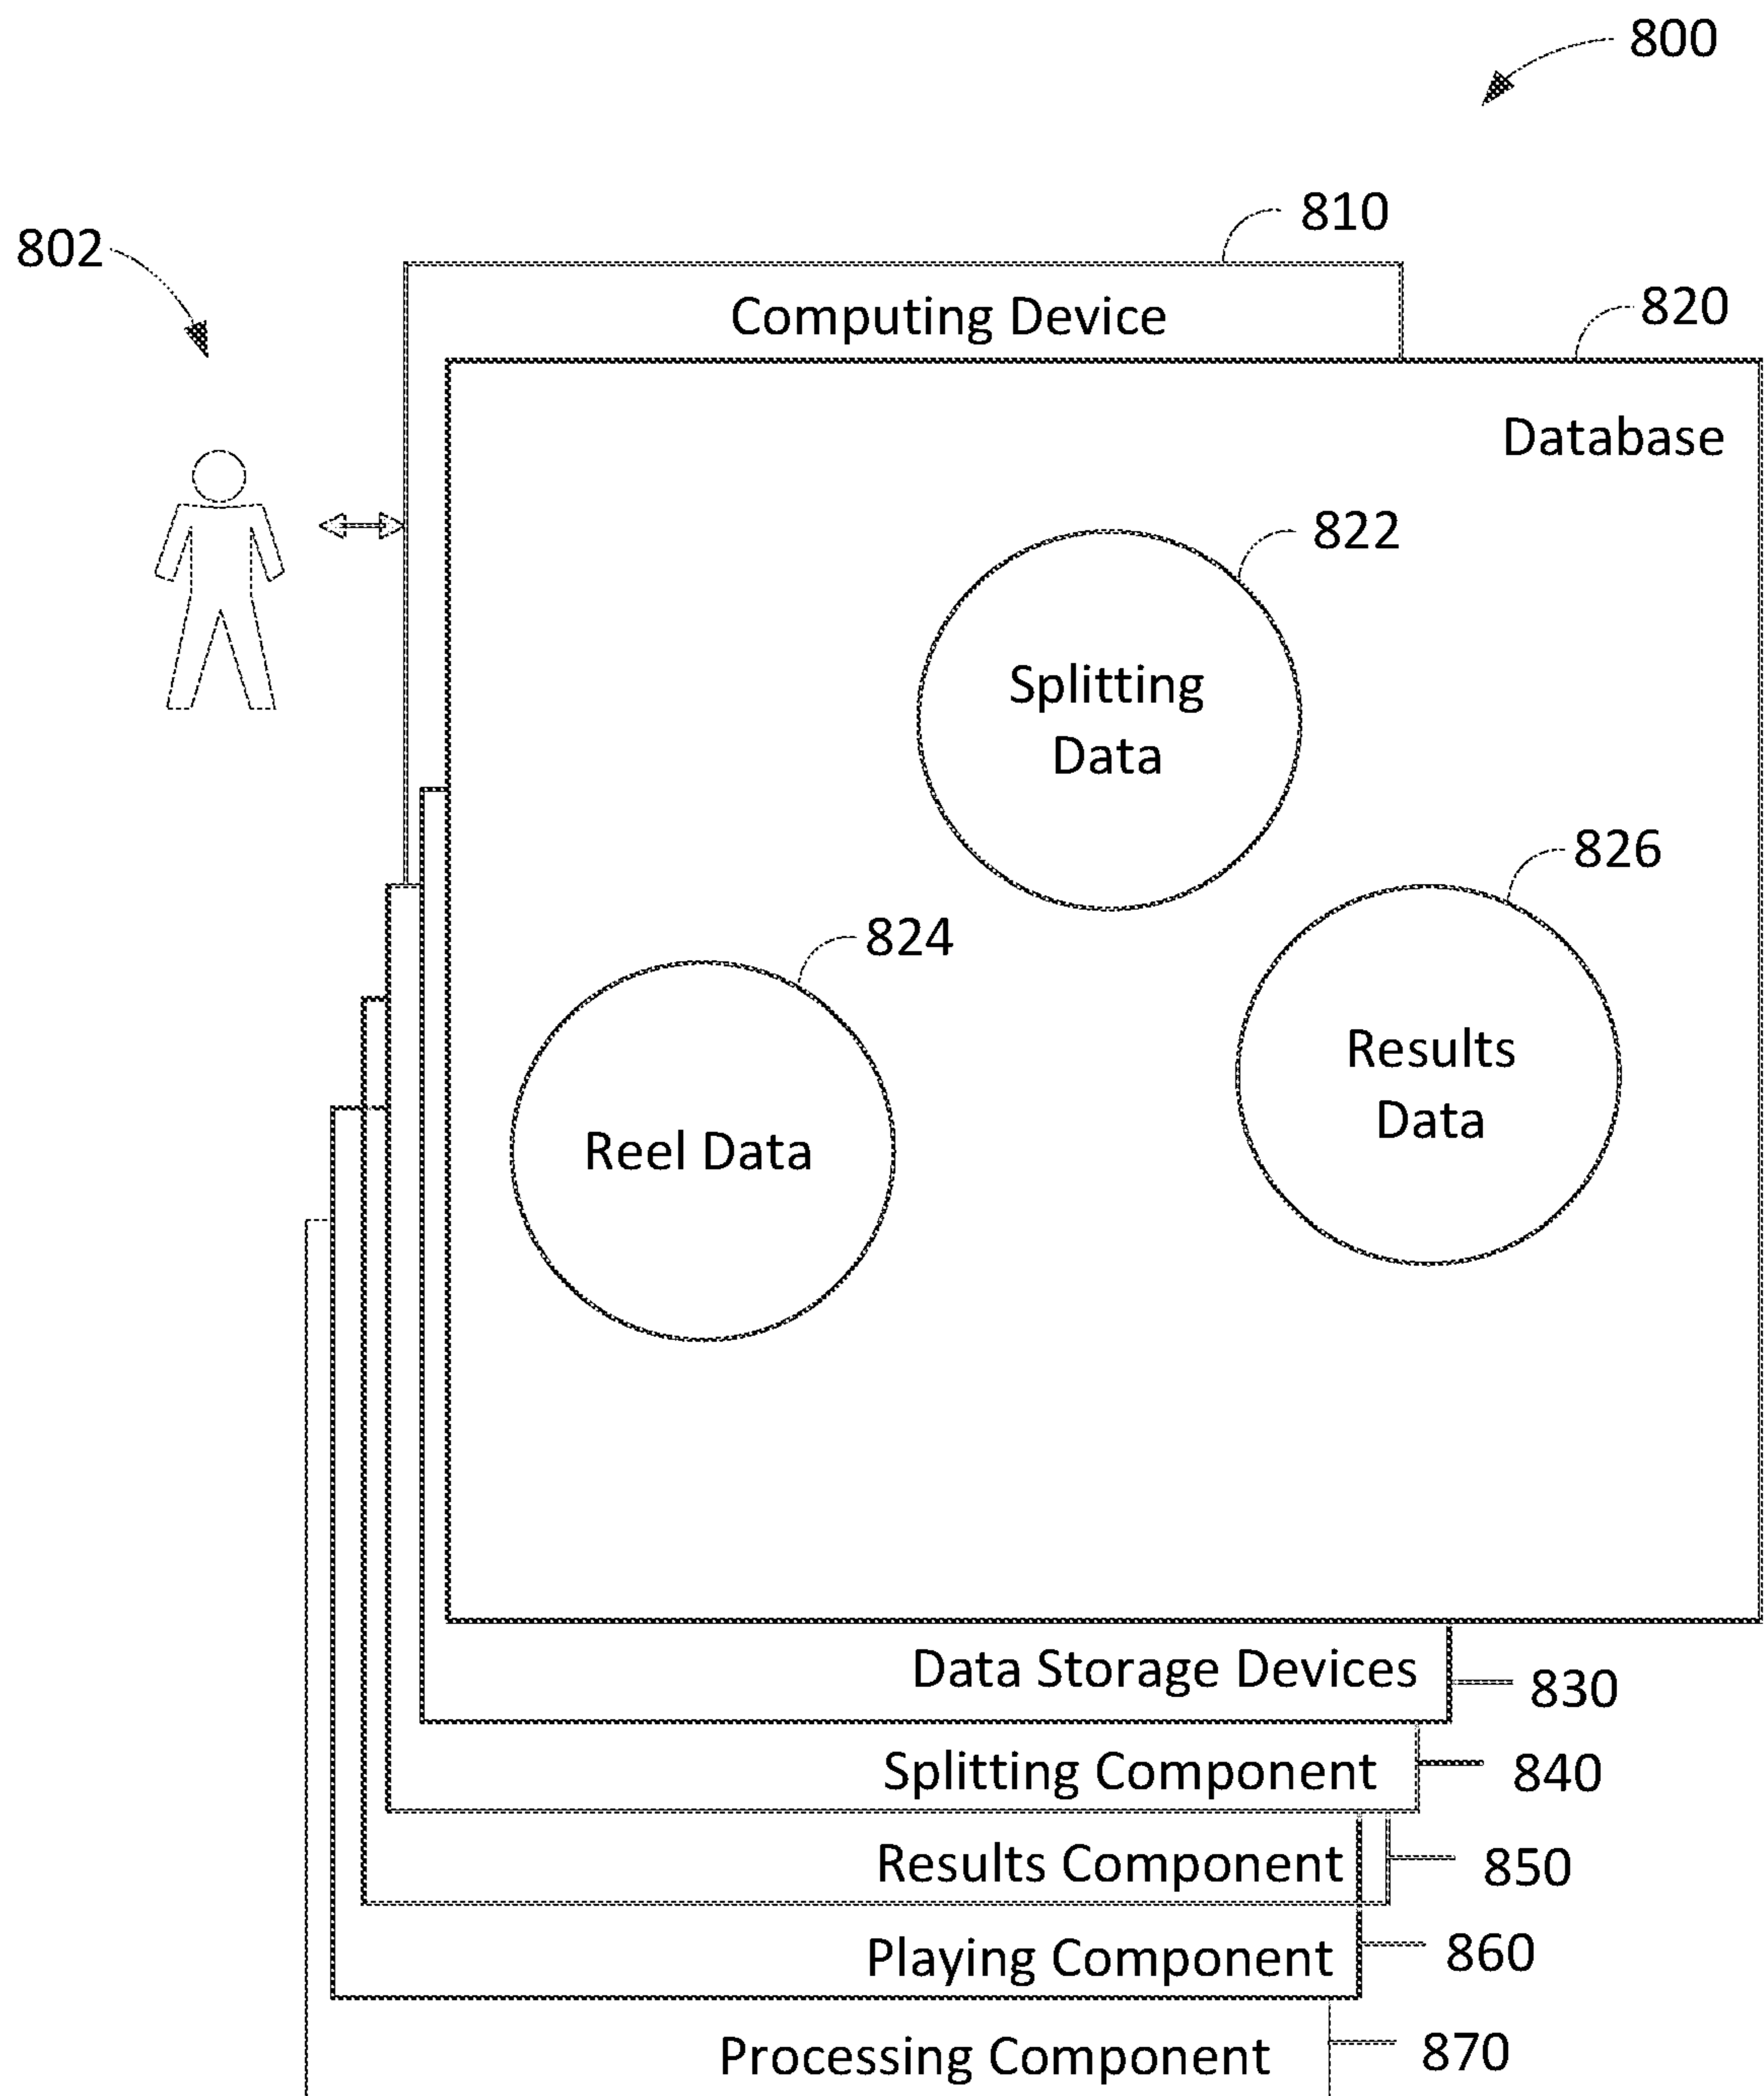 800
810
802
Computing Device
820
Database
822
Splitting
Data
826
824
Results
Data
Reel Data
Data Storage Devices
830
Splitting Component
840
Results Component
850
Playing Component
860
Processing Component
870